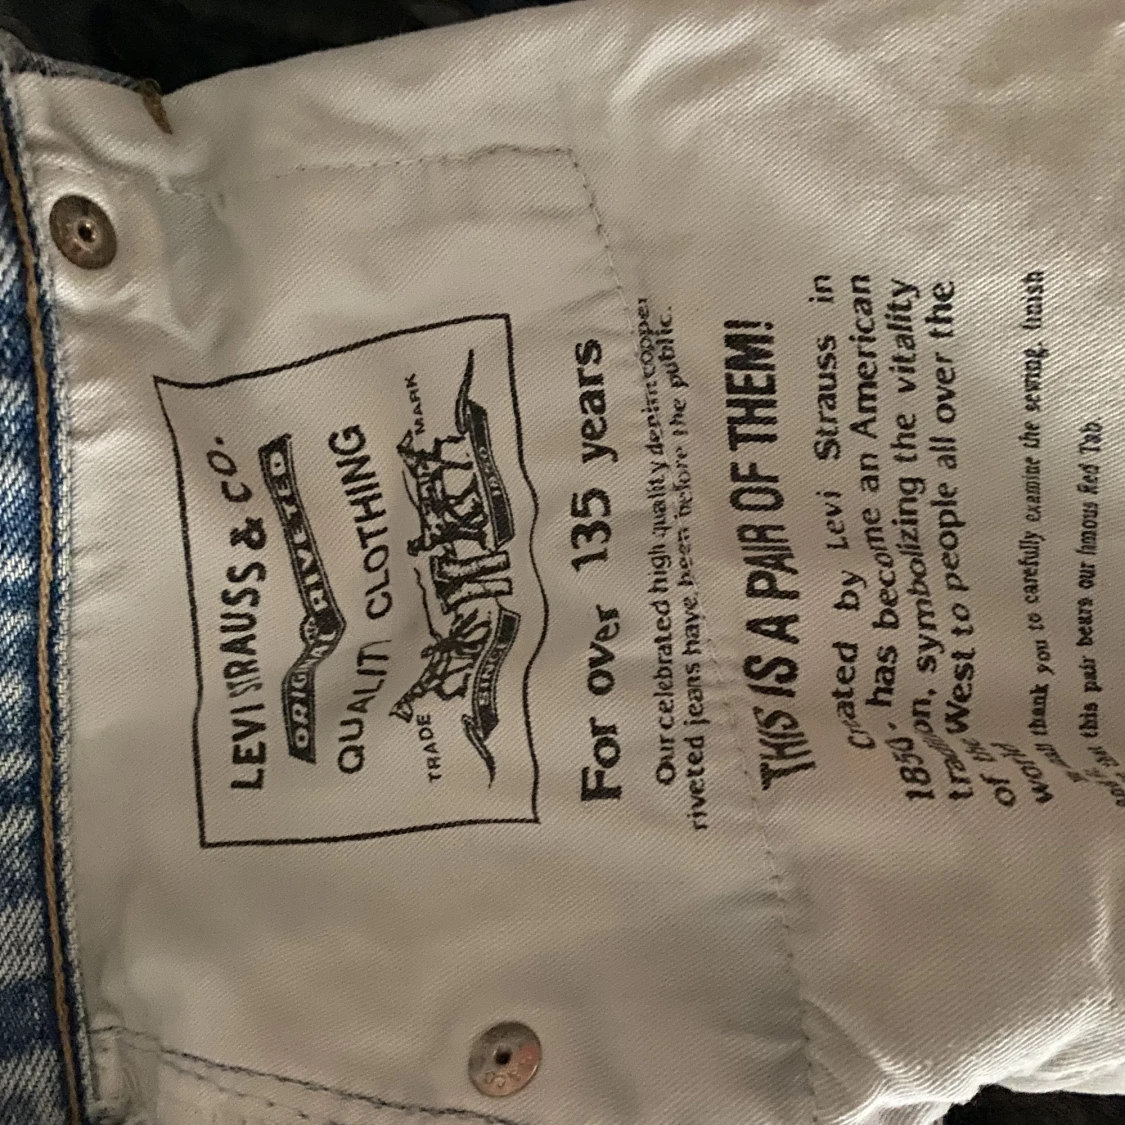 LEVI STRAUSS & CO.
ORIGINAL RIVETED
QUALITY CLOTHING
TRADE MARK
SINCE 1850
For over 135 years
Our celebrated high quality denim copper
riveted jeans have been before the public.
THIS IS A PAIR OF THEM!
Created by Levi Strauss in
1850, has become an American
tradition, symbolizing the vitality
of the West to people all over the
world
thank you to carefully examine the sewing, finish
this pair bears our famous Red Tab